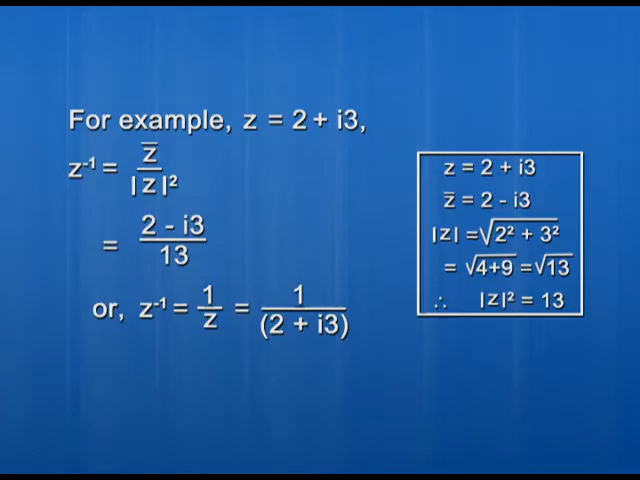 For example, z = 2 + i3,
z⁻¹ = z̅ / |z|²
= 2 - i3 / 13
or, z⁻¹ = 1/z = 1/(2 + i3)
z = 2 + i3
z̅ = 2 - i3
|z| = √2² + 3²
= √4+9 = √13
∴ |z|² = 13